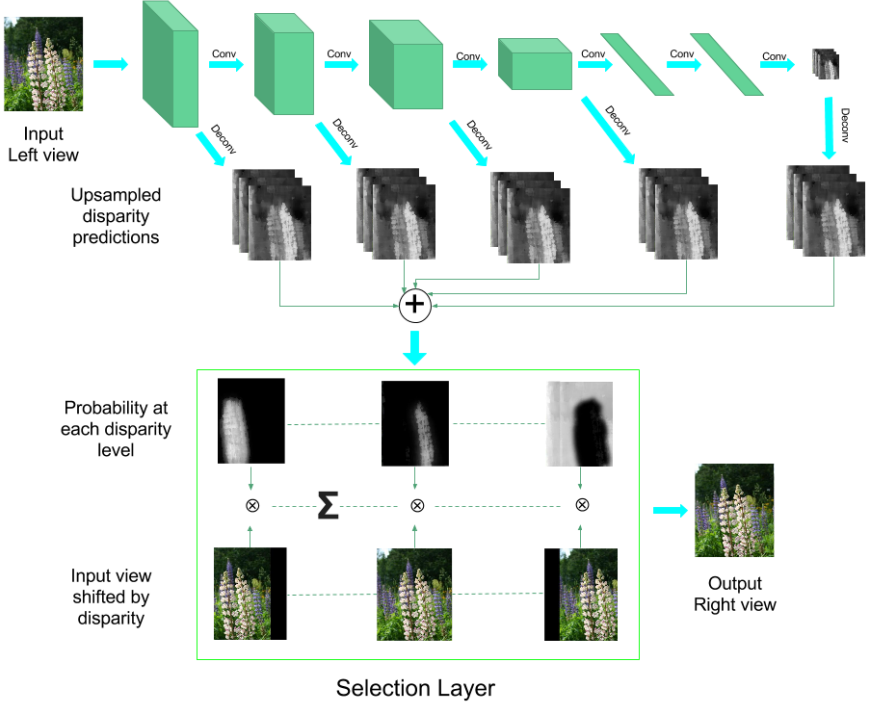 Conv
Conv
Conv
Conv
Conv
Conv
Input
Left view
Deconv
Deconv
Deconv
Deconv
Deconv
Upsampled
disparity
predictions
+
Probability at
each disparity
level
⊗
Σ
⊗
⊗
Input view
shifted by
disparity
Output
Right view
Selection Layer